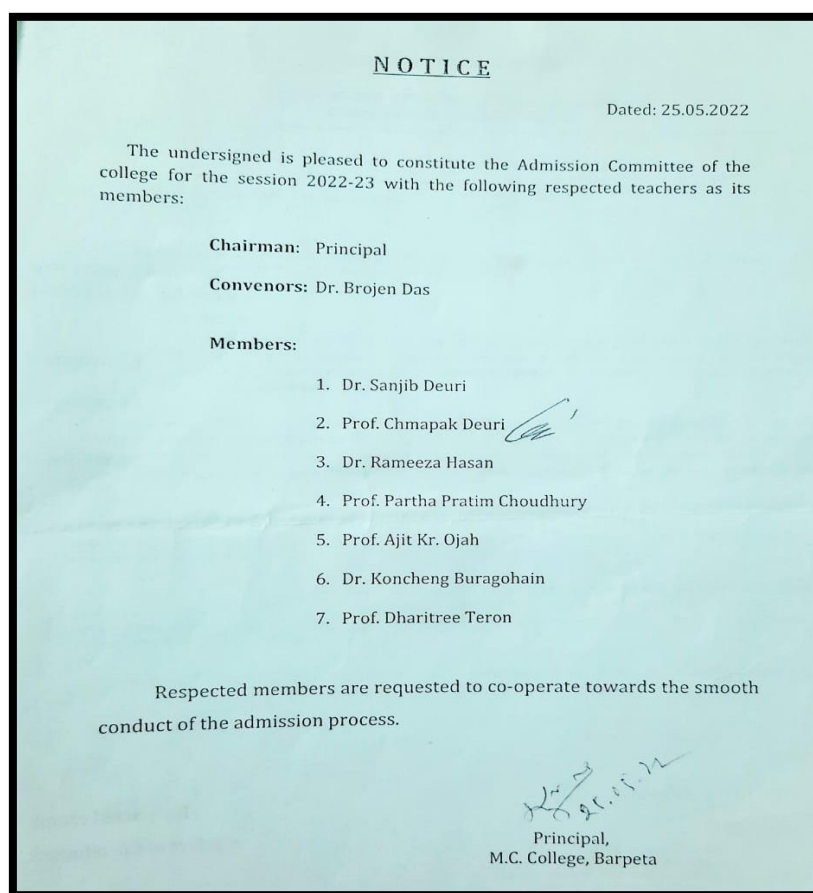 NOTICE
Dated: 25.05.2022
The undersigned is pleased to constitute the Admission Committee of the
college for the session 2022-23 with the following respected teachers as its
members:
Chairman: Principal
Convenors: Dr. Brojen Das
Members:
1. Dr. Sanjib Deuri
2. Prof. Chmapak Deuri
3. Dr. Rameeza Hasan
4. Prof. Partha Pratim Choudhury
5. Prof. Ajit Kr. Ojah
6. Dr. Koncheng Buragohain
7. Prof. Dharitree Teron
Respected members are requested to co-operate towards the smooth
conduct of the admission process.
25.05.22
Principal,
M.C. College, Barpeta